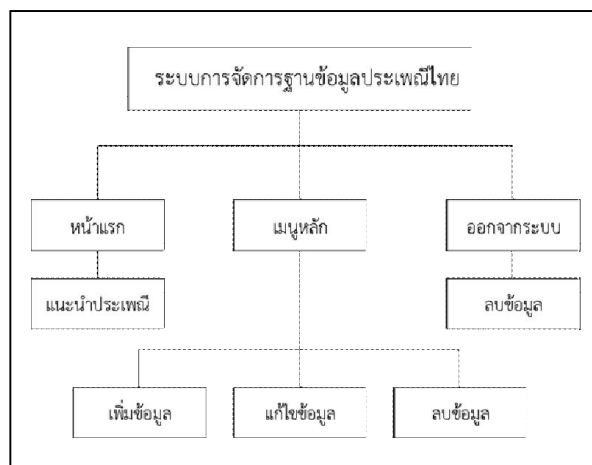 ระบบการจัดการฐานข้อมูลประเพณีไทย
หน้าแรก
เมนูหลัก
ออกจากระบบ
แนะนำประเพณี
ลบข้อมูล
เพิ่มข้อมูล
แก้ไขข้อมูล
ลบข้อมูล